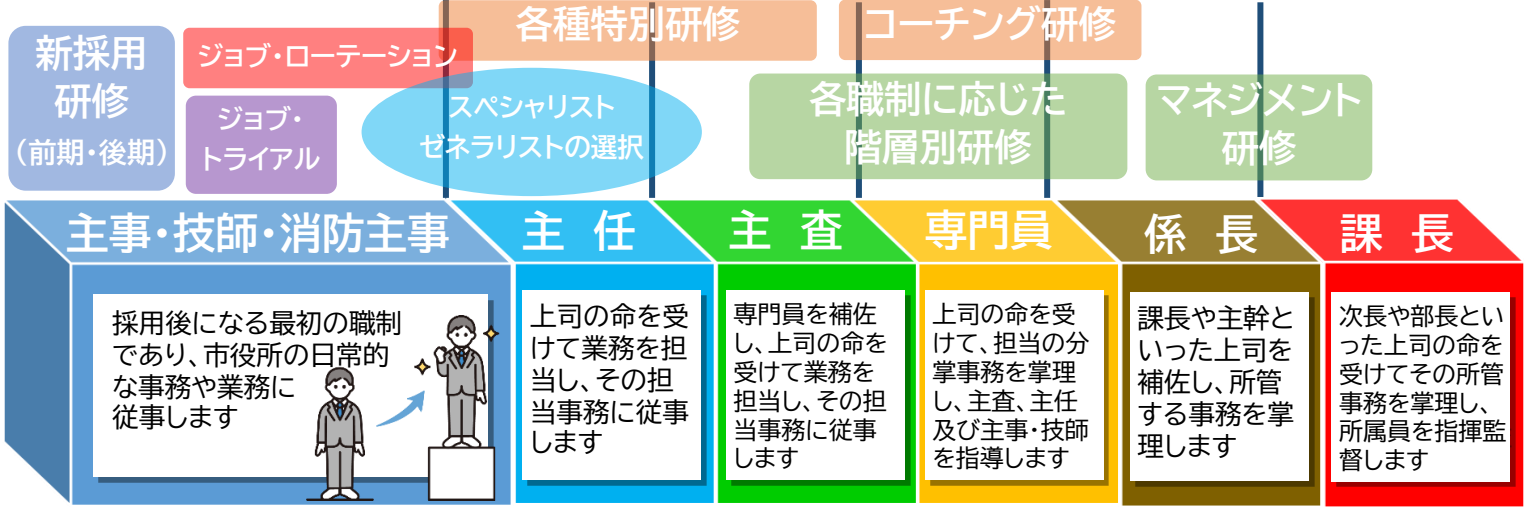 新採用
研修
（前期・後期）
ジョブ・ローテーション
ジョブ・
トライアル
各種特別研修
スペシャリスト
ゼネラリストの選択
コーチング研修
各職制に応じた
階層別研修
マネジメント
研修
主事・技師・消防主事
採用後になる最初の職制
であり、市役所の日常的
な事務や業務に
従事します
主 任
上司の命を受
けて業務を担
当し、その担
当事務に従事
します
主 査
専門員を補佐
し、上司の命を
受けて業務を
担当し、その担
当事務に従事
します
専門員
上司の命を受
けて、担当の分
掌事務を掌理
し、主査、主任
及び主事・技師
を指導します
係 長
課長や主幹と
いった上司を
補佐し、所管
する事務を掌
理します
課 長
次長や部長とい
った上司の命を
受けてその所管
事務を掌理し、
所属員を指揮監
督します